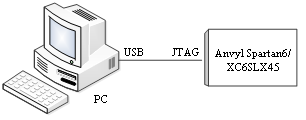 USB
JTAG
Anvyl Spartan6/
XC6SLX45
PC